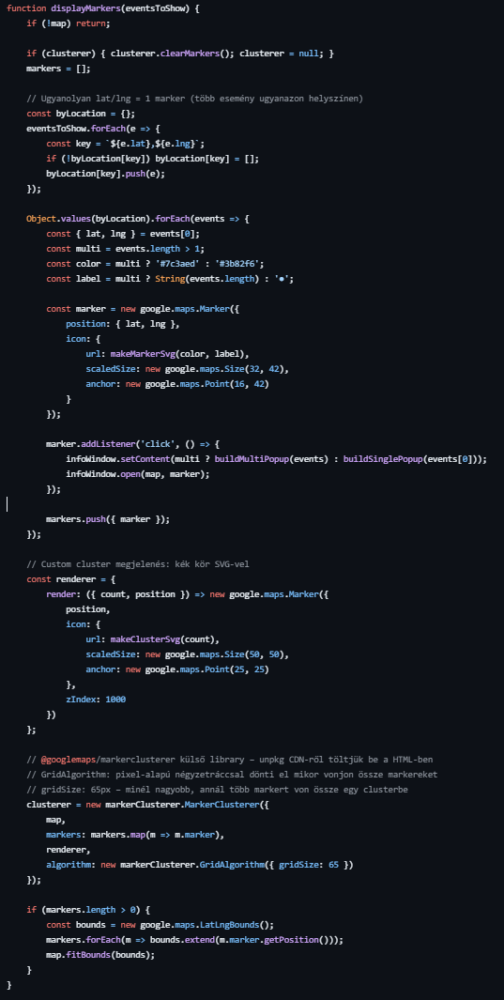 function displayMarkers(eventsToShow) {
    if (!map) return;

    if (clusterer) { clusterer.clearMarkers(); clusterer = null; }
    markers = [];

    // Ugyanolyan lat/lng = 1 marker (több esemény ugyanazon helyszínen)
    const byLocation = {};
    eventsToShow.forEach(e => {
        const key = `${e.lat},${e.lng}`;
        if (!byLocation[key]) byLocation[key] = [];
        byLocation[key].push(e);
    });

    Object.values(byLocation).forEach(events => {
        const { lat, lng } = events[0];
        const multi = events.length > 1;
        const color = multi ? '#7c3aed' : '#3b82f6';
        const label = multi ? String(events.length) : '●';

        const marker = new google.maps.Marker({
            position: { lat, lng },
            icon: {
                url: makeMarkerSvg(color, label),
                scaledSize: new google.maps.Size(32, 42),
                anchor: new google.maps.Point(16, 42)
            }
        });

        marker.addListener('click', () => {
            infoWindow.setContent(multi ? buildMultiPopup(events) : buildSinglePopup(events[0]));
            infoWindow.open(map, marker);
        });

        markers.push({ marker });
    });

    // Custom cluster megjelenés: kék kör SVG-vel
    const renderer = {
        render: ({ count, position }) => new google.maps.Marker({
            position,
            icon: {
                url: makeClusterSvg(count),
                scaledSize: new google.maps.Size(50, 50),
                anchor: new google.maps.Point(25, 25)
            },
            zIndex: 1000
        })
    };

    // @googlemaps/markerclusterer külső library – unpkg CDN-ről töltjük be a HTML-ben
    // GridAlgorithm: pixel-alapú négyzetráccsal dönti el mikor vonjon össze markereket
    // gridSize: 65px – minél nagyobb, annál több markert von össze egy clusterbe
    clusterer = new markerClusterer.MarkerClusterer({
        map,
        markers: markers.map(m => m.marker),
        renderer,
        algorithm: new markerClusterer.GridAlgorithm({ gridSize: 65 })
    });

    if (markers.length > 0) {
        const bounds = new google.maps.LatLngBounds();
        markers.forEach(m => bounds.extend(m.marker.getPosition()));
        map.fitBounds(bounds);
    }
}